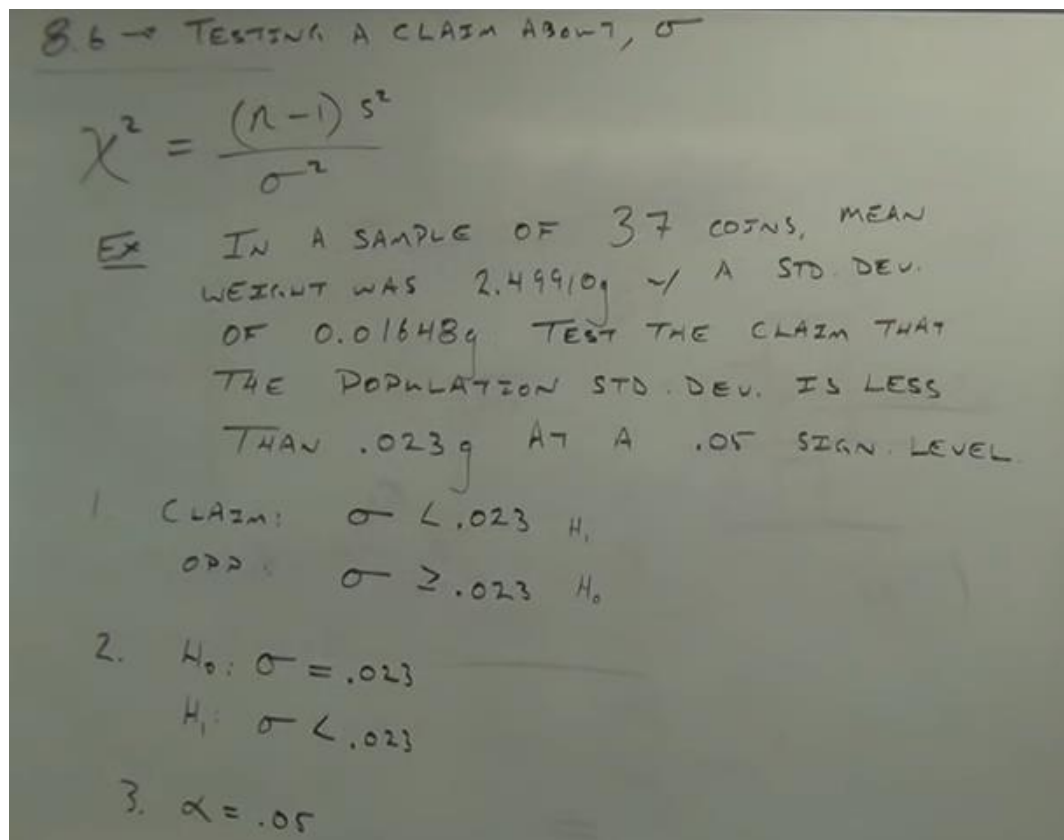 8.6 → TESTING A CLAIM ABOUT, σ
χ² = (n-1) s² / σ²
Ex IN A SAMPLE OF 37 COINS, MEAN
WEIGHT WAS 2.49910g w/ A STD. DEV.
OF 0.01648g TEST THE CLAIM THAT
THE POPULATION STD. DEV. IS LESS
THAN .023g AT A .05 SIGN. LEVEL.
1 CLAIM: σ < .023 H₁
OPP: σ ≥ .023 H₀
2. H₀: σ = .023
H₁: σ < .023
3. α = .05